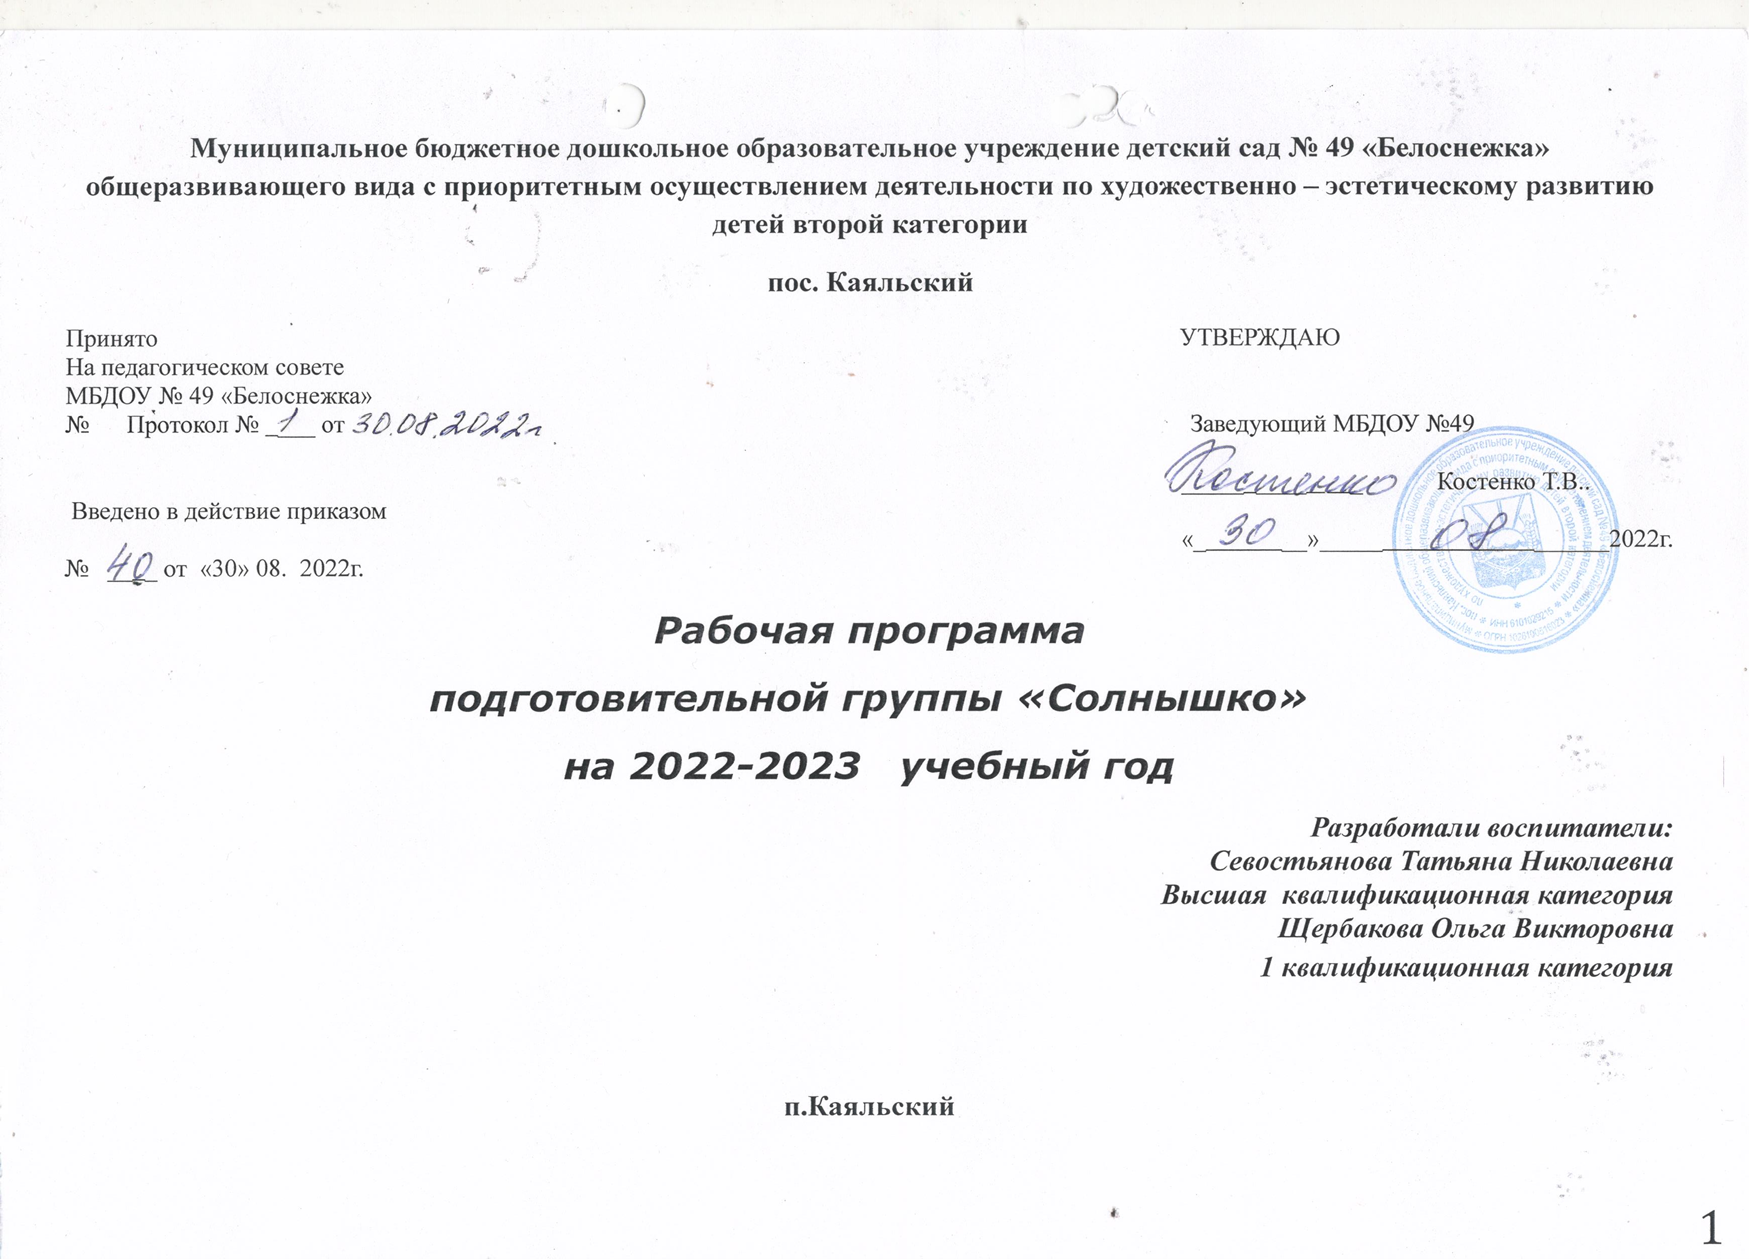 Муниципальное бюджетное дошкольное образовательное учреждение детский сад № 49 «Белоснежка»
общеразвивающего вида с приоритетным осуществлением деятельности по художественно – эстетическому развитию
детей второй категории
пос. Каяльский
Принято
На педагогическом совете
МБДОУ № 49 «Белоснежка»
№ Протокол № 1 от 30.08.2022г.
Введено в действие приказом
№ 40 от «30» 08. 2022г.
УТВЕРЖДАЮ
Заведующий МБДОУ №49
Костенко Костенко Т.В..
«30» 08 2022г.
Рабочая программа
подготовительной группы «Солнышко»
на 2022-2023 учебный год
Разработали воспитатели:
Севостьянова Татьяна Николаевна
Высшая квалификационная категория
Щербакова Ольга Викторовна
1 квалификационная категория
п.Каяльский
1